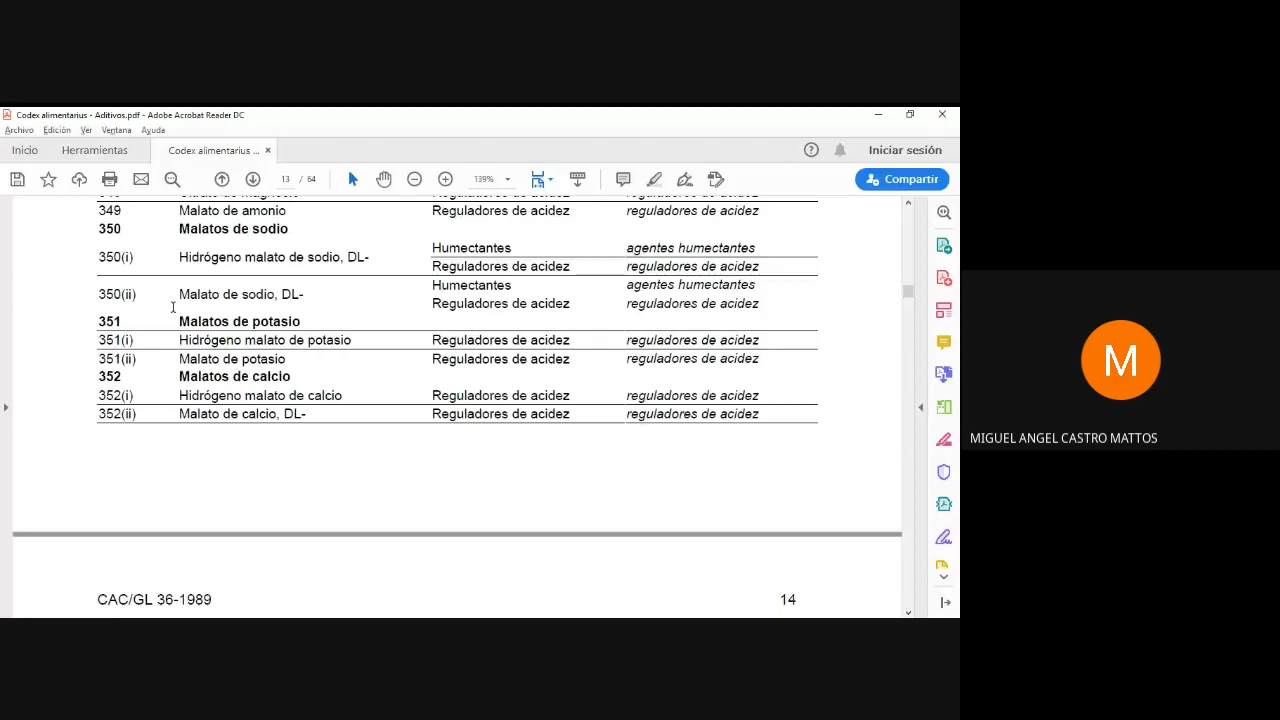 Codex alimentarius - Aditivos.pdf - Adobe Acrobat Reader DC
Archivo Edición Ver Ventana Ayuda
Inicio Herramientas Codex alimentarius ... × Iniciar sesión
13 / 64 139% Compartir
349 Malato de amonio Reguladores de acidez reguladores de acidez
350 Malatos de sodio
350(i) Hidrógeno malato de sodio, DL- Humectantes agentes humectantes
Reguladores de acidez reguladores de acidez
350(ii) Malato de sodio, DL- Humectantes agentes humectantes
Reguladores de acidez reguladores de acidez
351 Malatos de potasio
351(i) Hidrógeno malato de potasio Reguladores de acidez reguladores de acidez
351(ii) Malato de potasio Reguladores de acidez reguladores de acidez
352 Malatos de calcio
352(i) Hidrógeno malato de calcio Reguladores de acidez reguladores de acidez
352(ii) Malato de calcio, DL- Reguladores de acidez reguladores de acidez
CAC/GL 36-1989 14
M
MIGUEL ANGEL CASTRO MATTOS